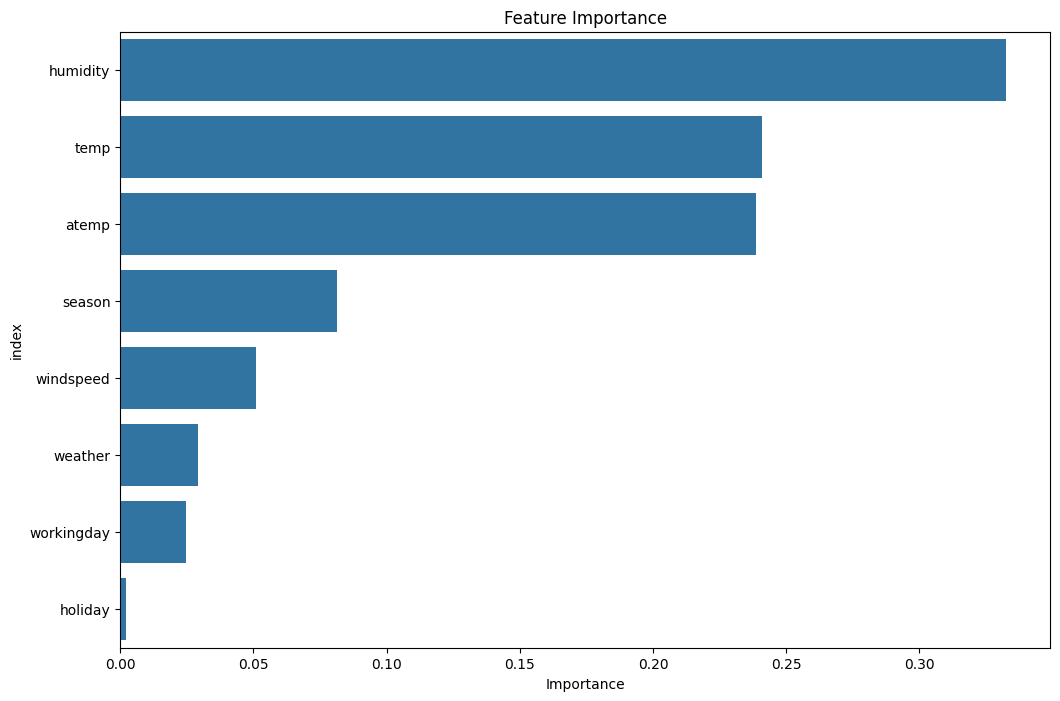 Feature Importance
humidity
temp
atemp
season
windspeed
weather
workingday
holiday
index
0.00 0.05 0.10 0.15 0.20 0.25 0.30
Importance